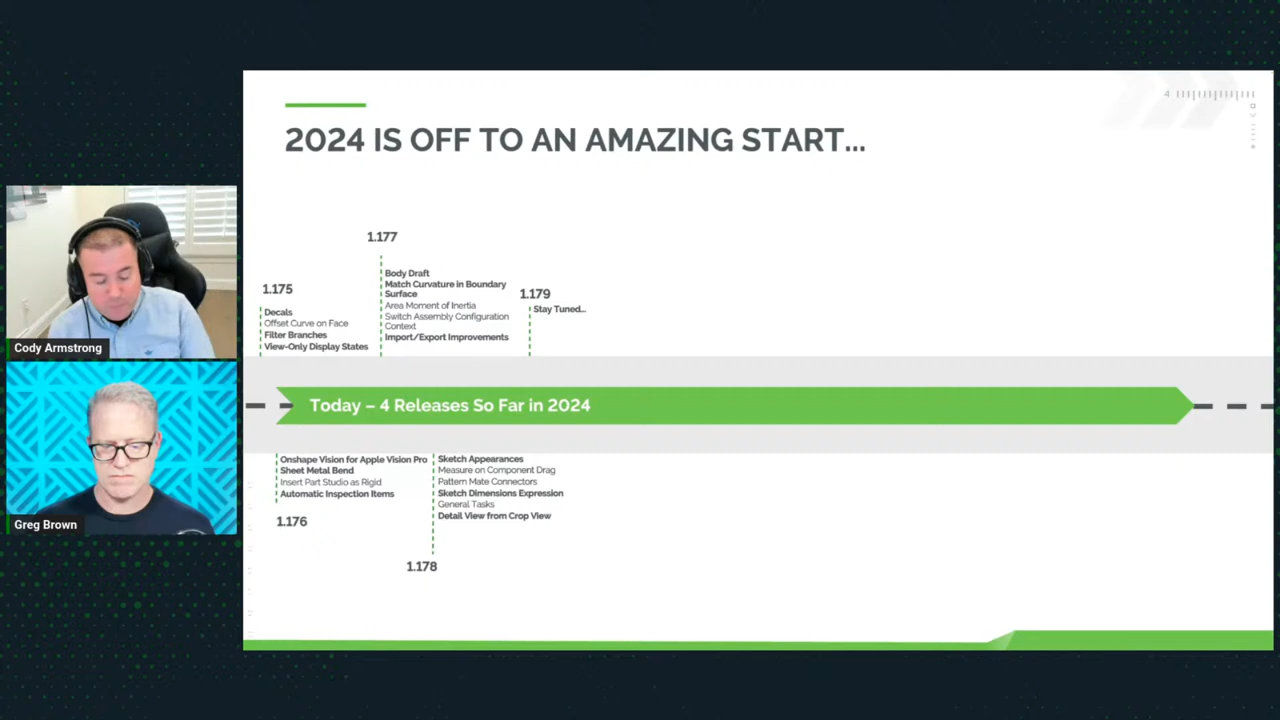 2024 IS OFF TO AN AMAZING START...
1.177
1.175
Decals
Offset Curve on Face
Filter Branches
View-Only Display States
Body Draft
Match Curvature in Boundary
Surface
Area Moment of Inertia
Switch Assembly Configuration
Context
Import/Export Improvements
1.179
Stay Tuned...
Cody Armstrong
Today – 4 Releases So Far in 2024
Onshape Vision for Apple Vision Pro
Sheet Metal Bend
Insert Part Studio as Rigid
Automatic Inspection Items
1.176
Sketch Appearances
Measure on Component Drag
Pattern Mate Connectors
Sketch Dimensions Expression
General Tasks
Detail View from Crop View
1.178
Greg Brown